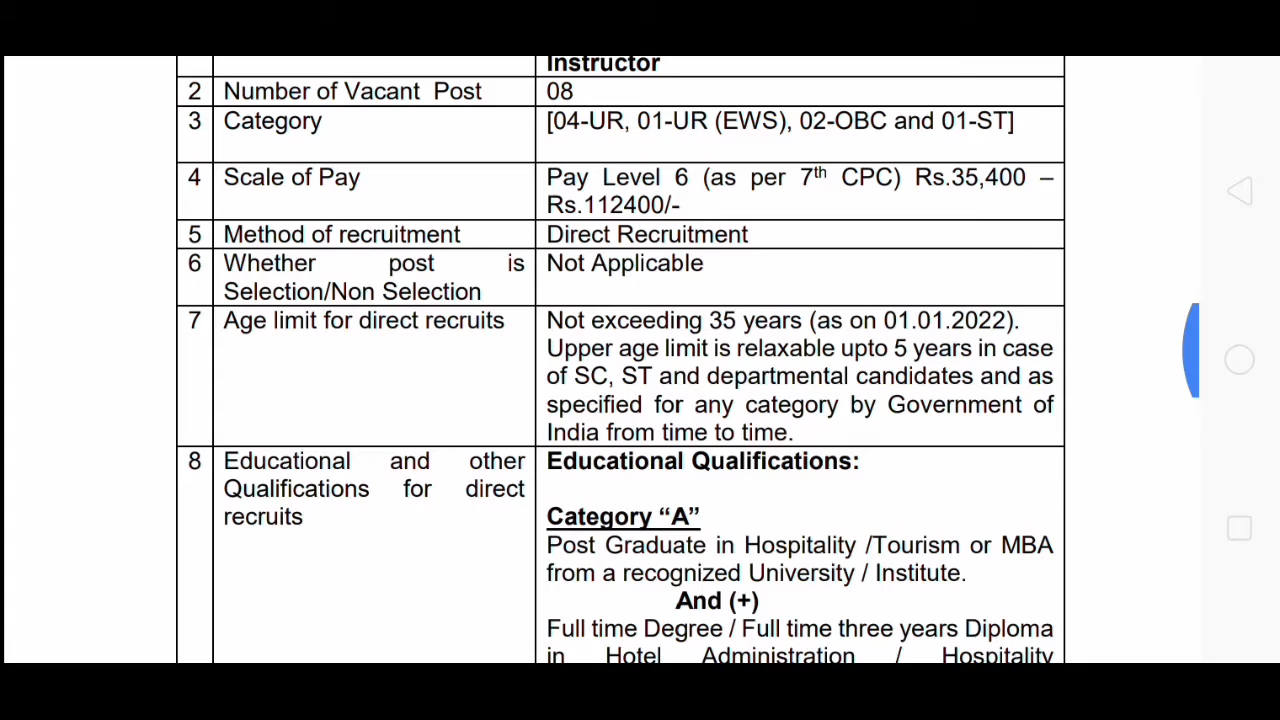 Instructor
2 Number of Vacant Post 08
3 Category [04-UR, 01-UR (EWS), 02-OBC and 01-ST]
4 Scale of Pay Pay Level 6 (as per 7th CPC) Rs.35,400 –
Rs.112400/-
5 Method of recruitment Direct Recruitment
6 Whether post is Not Applicable
Selection/Non Selection
7 Age limit for direct recruits Not exceeding 35 years (as on 01.01.2022).
Upper age limit is relaxable upto 5 years in case
of SC, ST and departmental candidates and as
specified for any category by Government of
India from time to time.
8 Educational and other Educational Qualifications:
Qualifications for direct
recruits Category “A”
Post Graduate in Hospitality /Tourism or MBA
from a recognized University / Institute.
And (+)
Full time Degree / Full time three years Diploma
in Hotel Administration / Hospitality